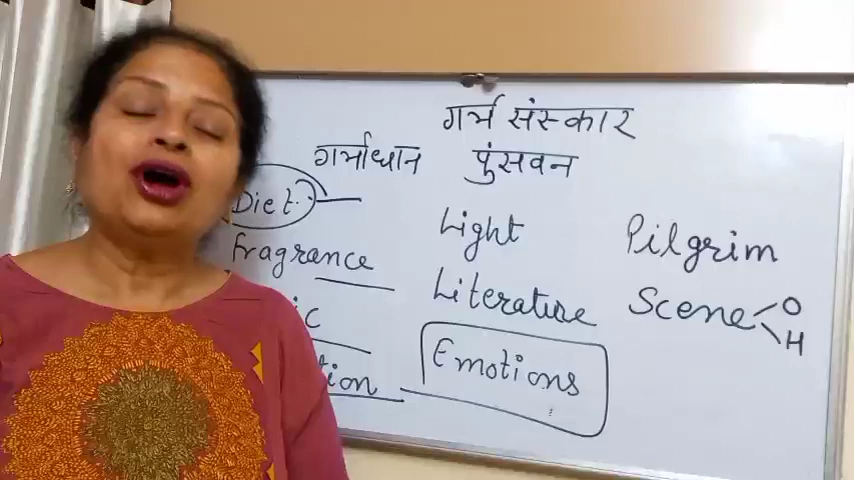 गर्भ संस्कार
गर्भाधान पुंसवन
Diet Light Pilgrim
Fragrance Literature Scene O H
Emotions